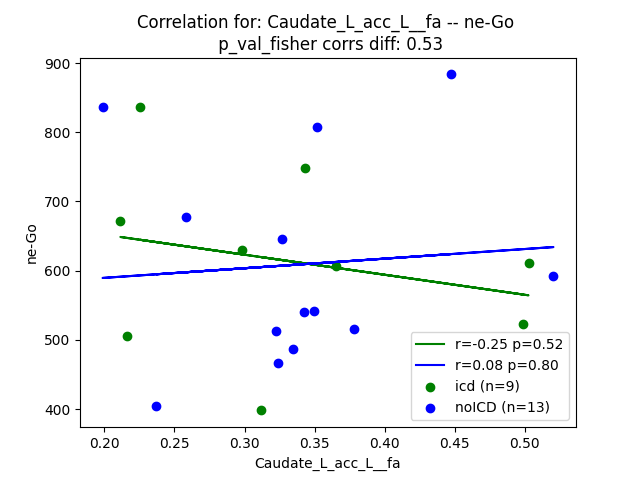 Correlation for: Caudate_L_acc_L__fa -- ne-Go
p_val_fisher corrs diff: 0.53
900
800
700
600
500
400
ne-Go
r=-0.25 p=0.52
r=0.08 p=0.80
icd (n=9)
noICD (n=13)
0.20 0.25 0.30 0.35 0.40 0.45 0.50
Caudate_L_acc_L__fa